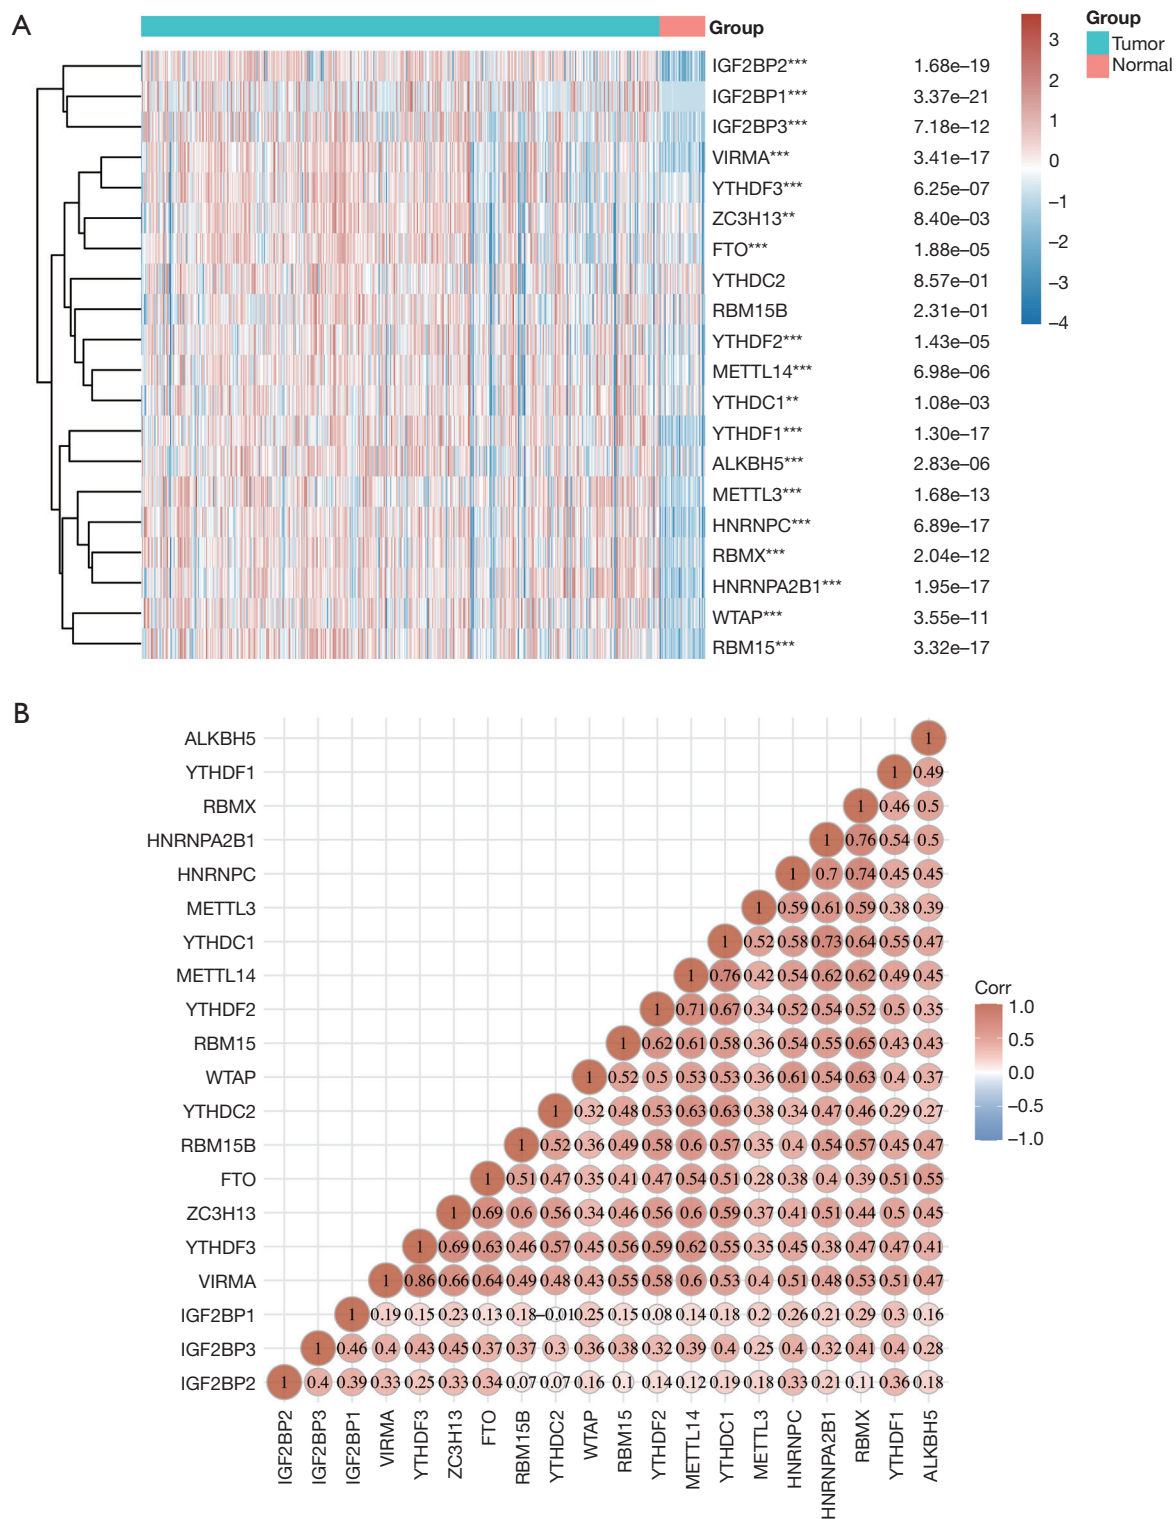 A
Group
IGF2BP2*** 1.68e–19
IGF2BP1*** 3.37e–21
IGF2BP3*** 7.18e–12
VIRMA*** 3.41e–17
YTHDF3*** 6.25e–07
ZC3H13** 8.40e–03
FTO*** 1.88e–05
YTHDC2 8.57e–01
RBM15B 2.31e–01
YTHDF2*** 1.43e–05
METTL14*** 6.98e–06
YTHDC1** 1.08e–03
YTHDF1*** 1.30e–17
ALKBH5*** 2.83e–06
METTL3*** 1.68e–13
HNRNPC*** 6.89e–17
RBMX*** 2.04e–12
HNRNPA2B1*** 1.95e–17
WTAP*** 3.55e–11
RBM15*** 3.32e–17
3
2
1
0
–1
–2
–3
–4
Group
Tumor
Normal
B
ALKBH5 1
YTHDF1 1 0.49
RBMX 1 0.46 0.5
HNRNPA2B1 1 0.76 0.54 0.5
HNRNPC 1 0.7 0.74 0.45 0.45
METTL3 1 0.59 0.61 0.59 0.38 0.39
YTHDC1 1 0.52 0.58 0.73 0.64 0.55 0.47
METTL14 1 0.76 0.42 0.54 0.62 0.62 0.49 0.45
YTHDF2 1 0.71 0.67 0.34 0.52 0.54 0.52 0.5 0.35
RBM15 1 0.62 0.61 0.58 0.36 0.54 0.55 0.65 0.43 0.43
WTAP 1 0.52 0.5 0.53 0.53 0.36 0.61 0.54 0.63 0.4 0.37
YTHDC2 1 0.32 0.48 0.53 0.63 0.63 0.38 0.34 0.47 0.46 0.29 0.27
RBM15B 1 0.52 0.36 0.49 0.58 0.6 0.57 0.35 0.4 0.54 0.57 0.45 0.47
FTO 1 0.51 0.47 0.35 0.41 0.47 0.54 0.51 0.28 0.38 0.4 0.39 0.51 0.55
ZC3H13 1 0.69 0.6 0.56 0.34 0.46 0.56 0.6 0.59 0.37 0.41 0.51 0.44 0.5 0.45
YTHDF3 1 0.69 0.63 0.46 0.57 0.45 0.56 0.59 0.62 0.55 0.35 0.45 0.38 0.47 0.47 0.41
VIRMA 1 0.86 0.66 0.64 0.49 0.48 0.43 0.55 0.58 0.6 0.53 0.4 0.51 0.48 0.53 0.51 0.47
IGF2BP1 1 0.19 0.15 0.23 0.13 0.18 –0.01 0.25 0.15 0.08 0.14 0.18 0.2 0.26 0.21 0.29 0.3 0.16
IGF2BP3 1 0.46 0.4 0.43 0.45 0.37 0.37 0.3 0.36 0.38 0.32 0.39 0.4 0.25 0.4 0.32 0.41 0.4 0.28
IGF2BP2 1 0.4 0.39 0.33 0.25 0.33 0.34 0.07 0.07 0.16 0.1 0.14 0.12 0.19 0.18 0.33 0.21 0.11 0.36 0.18
IGF2BP2
IGF2BP3
IGF2BP1
VIRMA
YTHDF3
ZC3H13
FTO
RBM15B
YTHDC2
WTAP
RBM15
YTHDF2
METTL14
YTHDC1
METTL3
HNRNPC
HNRNPA2B1
RBMX
YTHDF1
ALKBH5
Corr
1.0
0.5
0.0
–0.5
–1.0